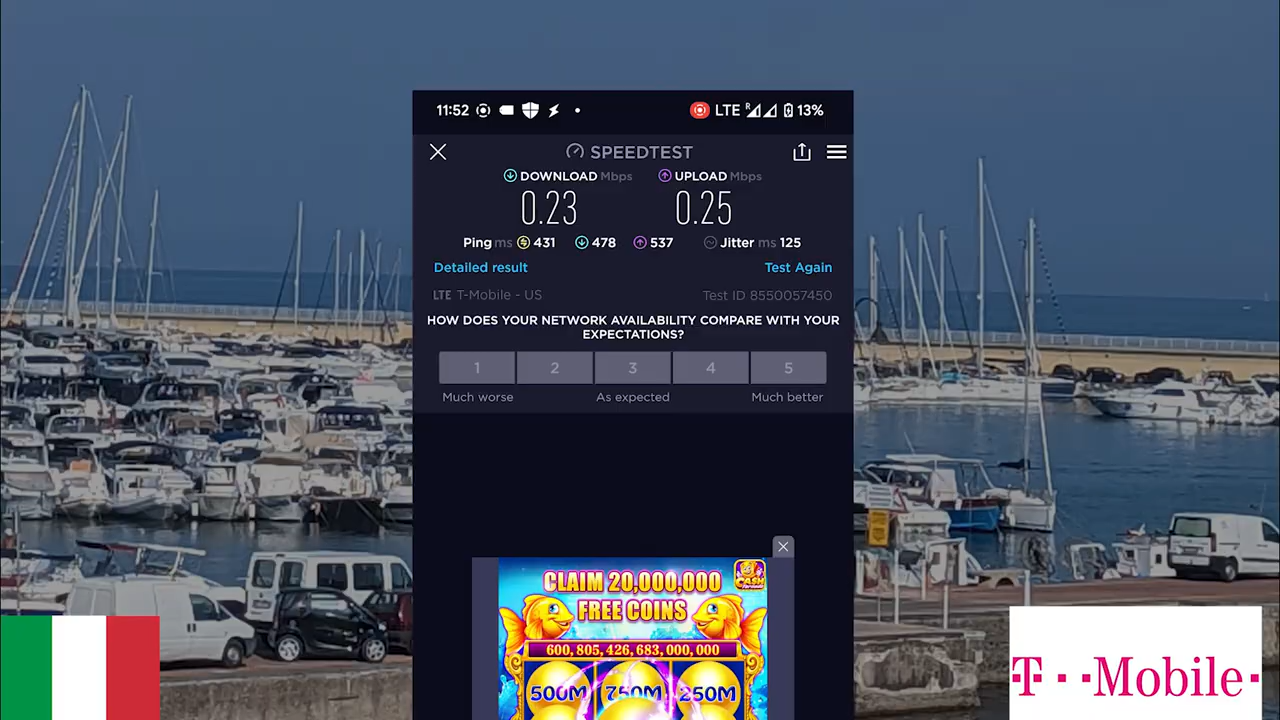 11:52 LTE R 13%
SPEEDTEST
DOWNLOAD Mbps UPLOAD Mbps
0.23 0.25
Ping ms 431 478 537 Jitter ms 125
Detailed result Test Again
LTE T-Mobile - US Test ID 8550057450
HOW DOES YOUR NETWORK AVAILABILITY COMPARE WITH YOUR
EXPECTATIONS?
1 2 3 4 5
Much worse As expected Much better
CLAIM 20,000,000
FREE COINS
CASH
600,805,426,683,000,000
500M 750M 250M
T··Mobile·